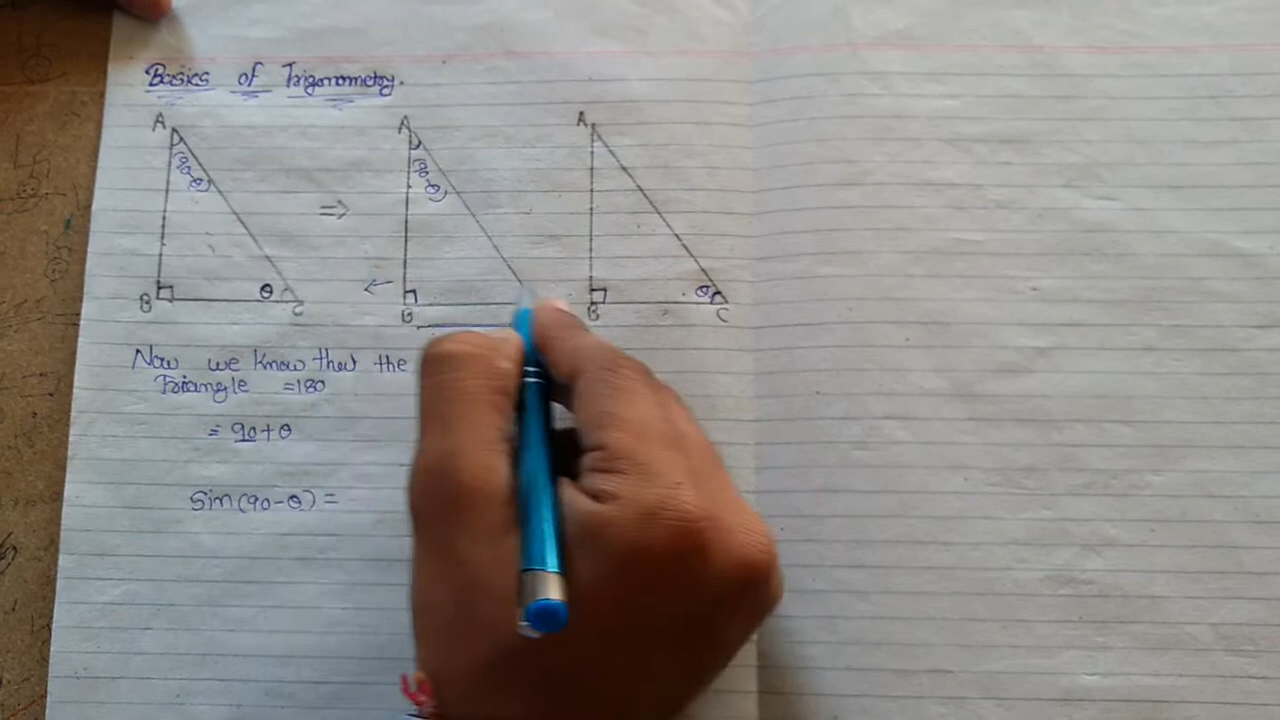 Basics of Trigonometry.
A A A
(90-θ) (90-θ)
⇒
B θ C ← B B θ C
Now we know that the
Triangle =180
= 90+θ
Sin(90-θ) =